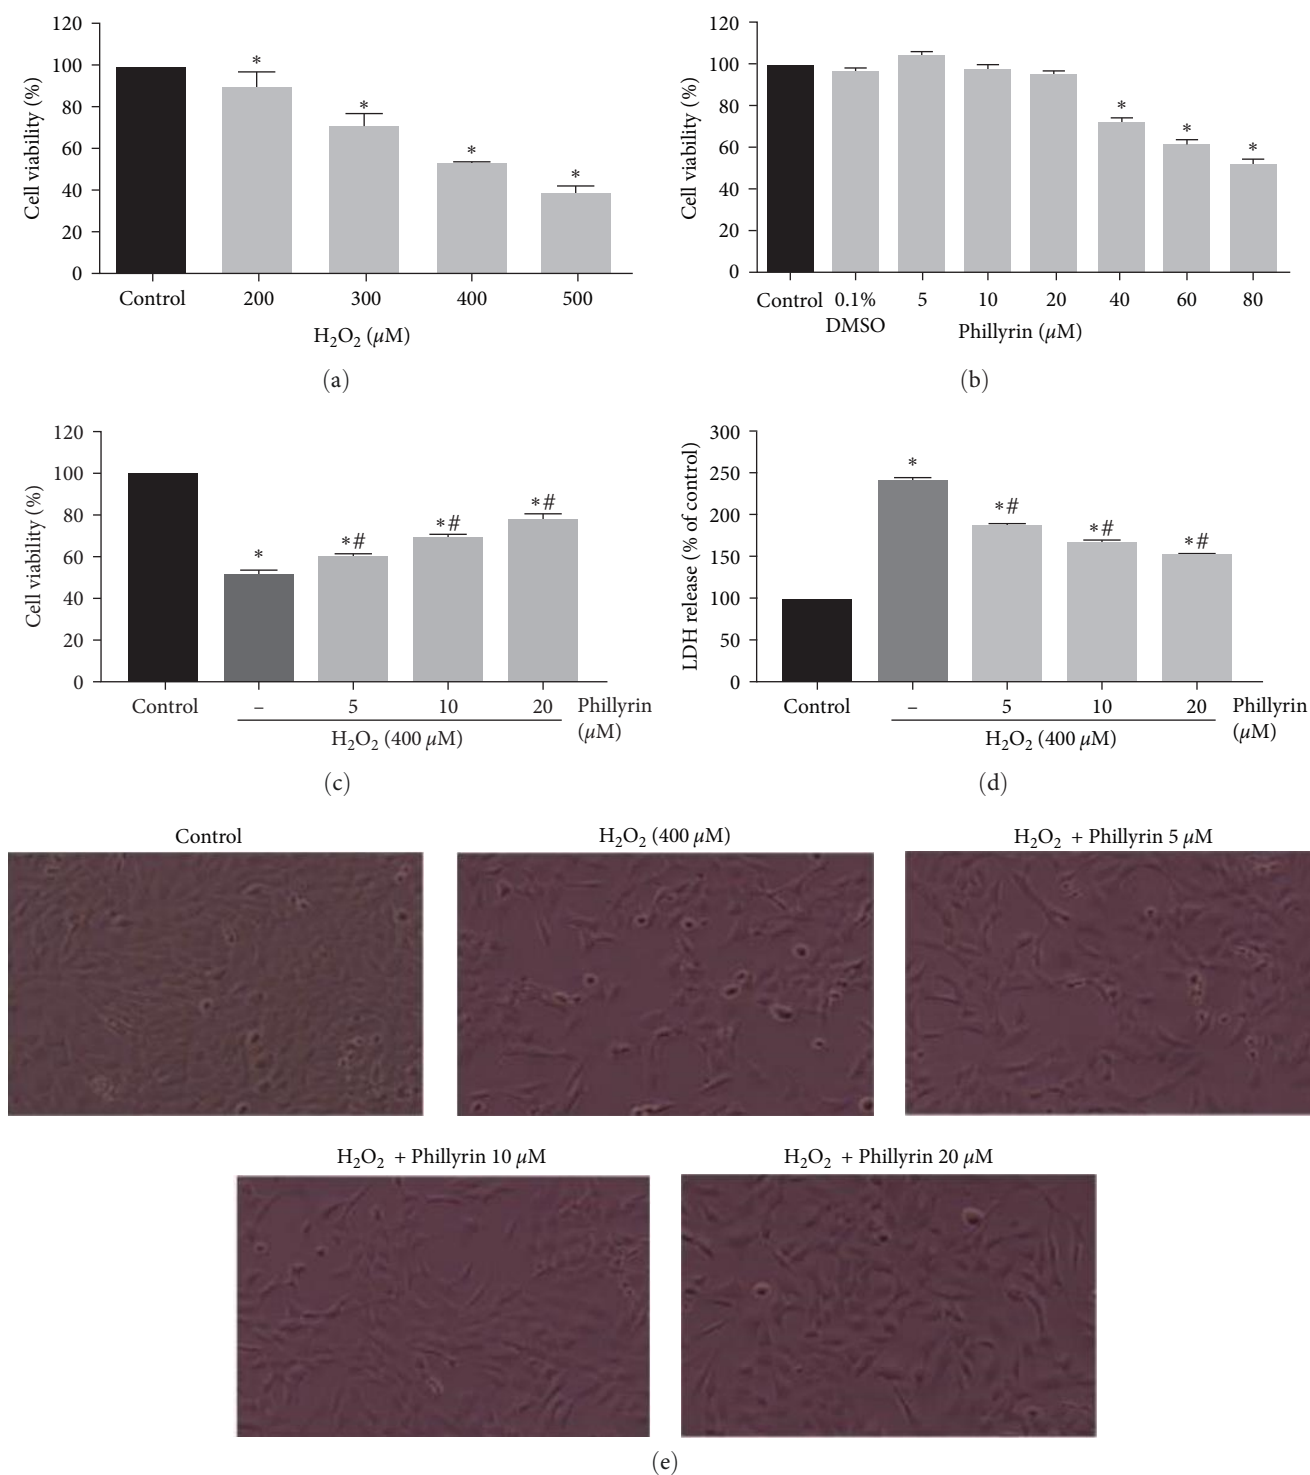 120
100
80
60
40
20
0
Cell viability (%)
*
*
*
*
Control 200 300 400 500
H₂O₂ (μM)
(a)
120
100
80
60
40
20
0
Cell viability (%)
*
*
*
Control 0.1% 5 10 20 40 60 80
DMSO
Phillyrin (μM)
(b)
120
100
80
60
40
20
0
Cell viability (%)
*
*#
*#
*#
Control – 5 10 20 Phillyrin
(μM)
H₂O₂ (400 μM)
(c)
300
250
200
150
100
50
0
LDH release (% of control)
*
*#
*#
*#
Control – 5 10 20 Phillyrin
(μM)
H₂O₂ (400 μM)
(d)
Control
H₂O₂ (400 μM)
H₂O₂ + Phillyrin 5 μM
H₂O₂ + Phillyrin 10 μM
H₂O₂ + Phillyrin 20 μM
(e)